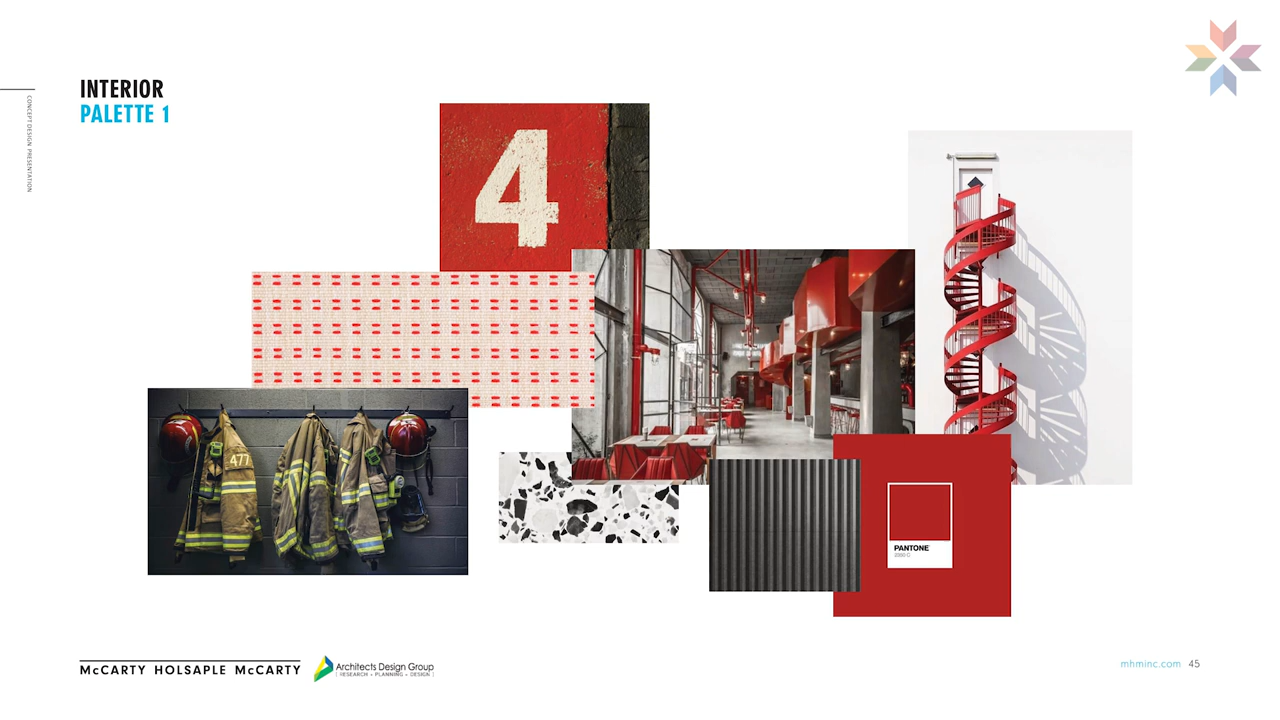 INTERIOR
PALETTE 1
CONCEPT DESIGN PRESENTATION
4
477
PANTONE
McCARTY HOLSAPLE McCARTY
Architects Design Group
[ RESEARCH + PLANNING + DESIGN ]
mhminc.com 45